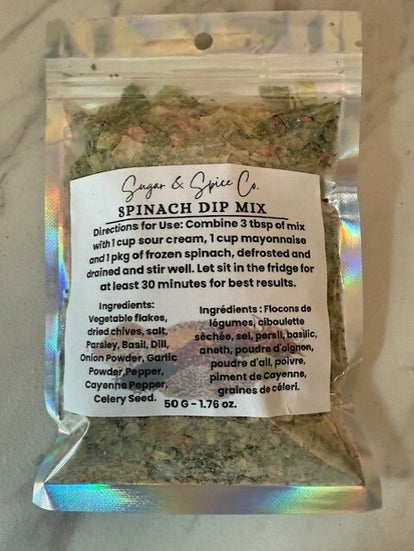 Sugar & Spice Co.
SPINACH DIP MIX
Directions for Use: Combine 3 tbsp of mix
with 1 cup sour cream, 1 cup mayonnaise
and 1 pkg of frozen spinach, defrosted and
drained and stir well. Let sit in the fridge for
at least 30 minutes for best results.
Ingredients:
Vegetable flakes,
dried chives, salt,
Parsley, Basil, Dill,
Onion Powder, Garlic
Powder,Pepper,
Cayenne Pepper,
Celery Seed.
Ingrédients : Flocons de
légumes, ciboulette
séchée, sel, persil, basilic,
aneth, poudre d'oignon,
poudre d'ail, poivre,
piment de Cayenne,
graines de céleri.
50 G - 1.76 oz.